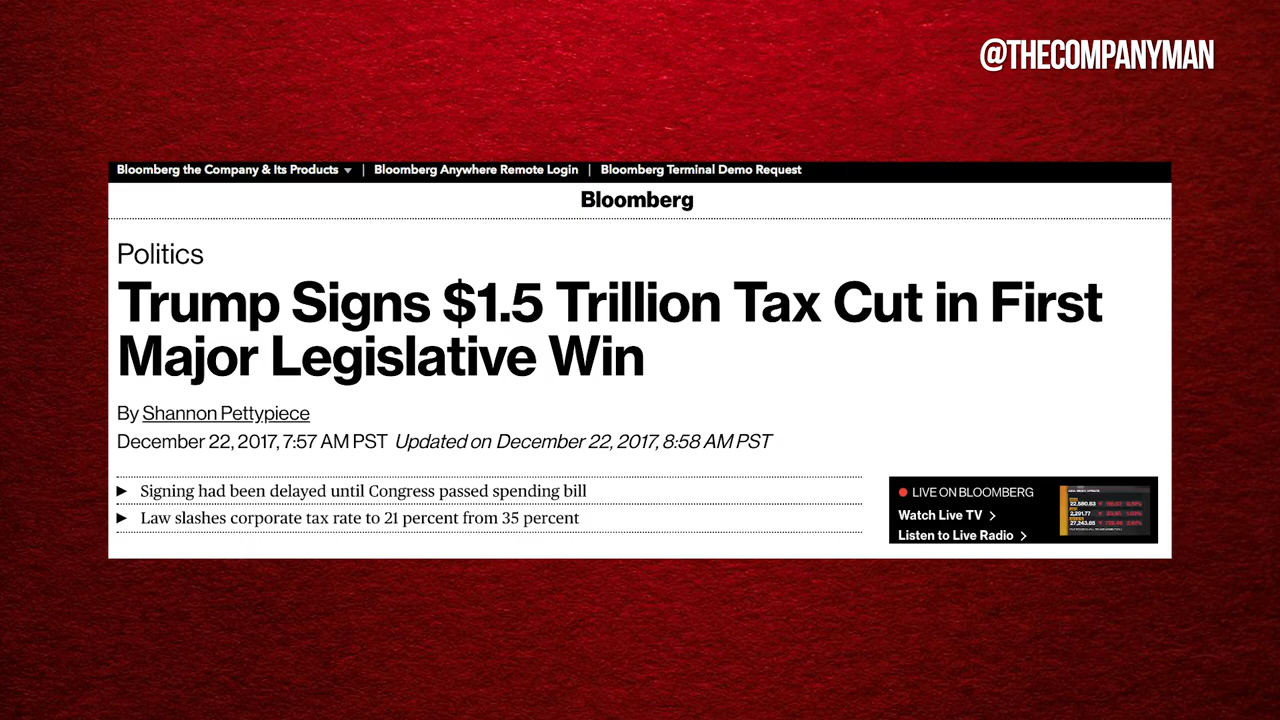 @THECOMPANYMAN
Bloomberg the Company & Its Products | Bloomberg Anywhere Remote Login | Bloomberg Terminal Demo Request
Bloomberg
Politics
Trump Signs $1.5 Trillion Tax Cut in First
Major Legislative Win
By Shannon Pettypiece
December 22, 2017, 7:57 AM PST Updated on December 22, 2017, 8:58 AM PST
Signing had been delayed until Congress passed spending bill
Law slashes corporate tax rate to 21 percent from 35 percent
LIVE ON BLOOMBERG
Watch Live TV
Listen to Live Radio